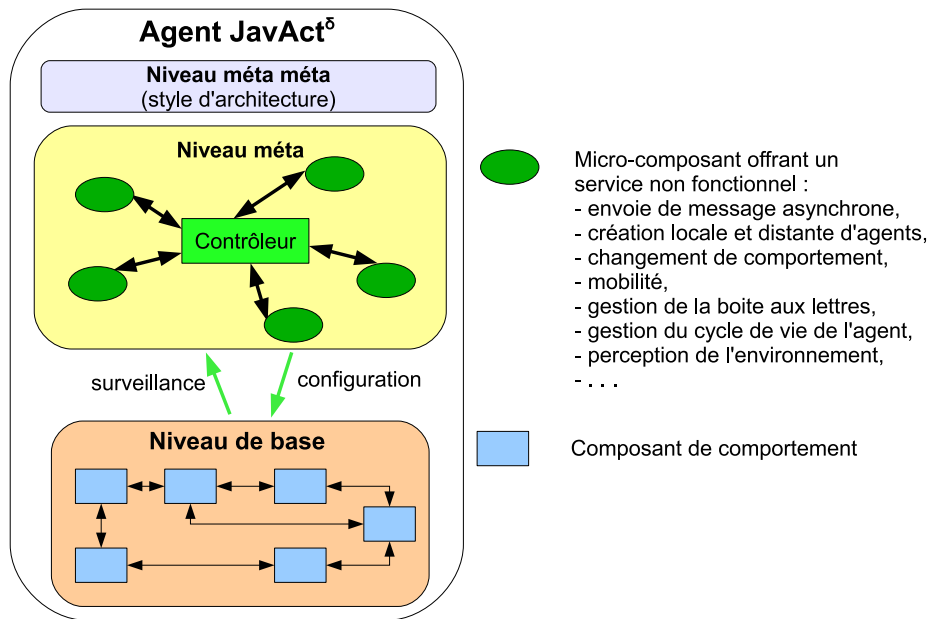 Agent JavAct^δ
Niveau méta méta
(style d'architecture)
Niveau méta
Contrôleur
surveillance
configuration
Niveau de base
Micro-composant offrant un
service non fonctionnel :
- envoie de message asynchrone,
- création locale et distante d'agents,
- changement de comportement,
- mobilité,
- gestion de la boite aux lettres,
- gestion du cycle de vie de l'agent,
- perception de l'environnement,
- . . .
Composant de comportement